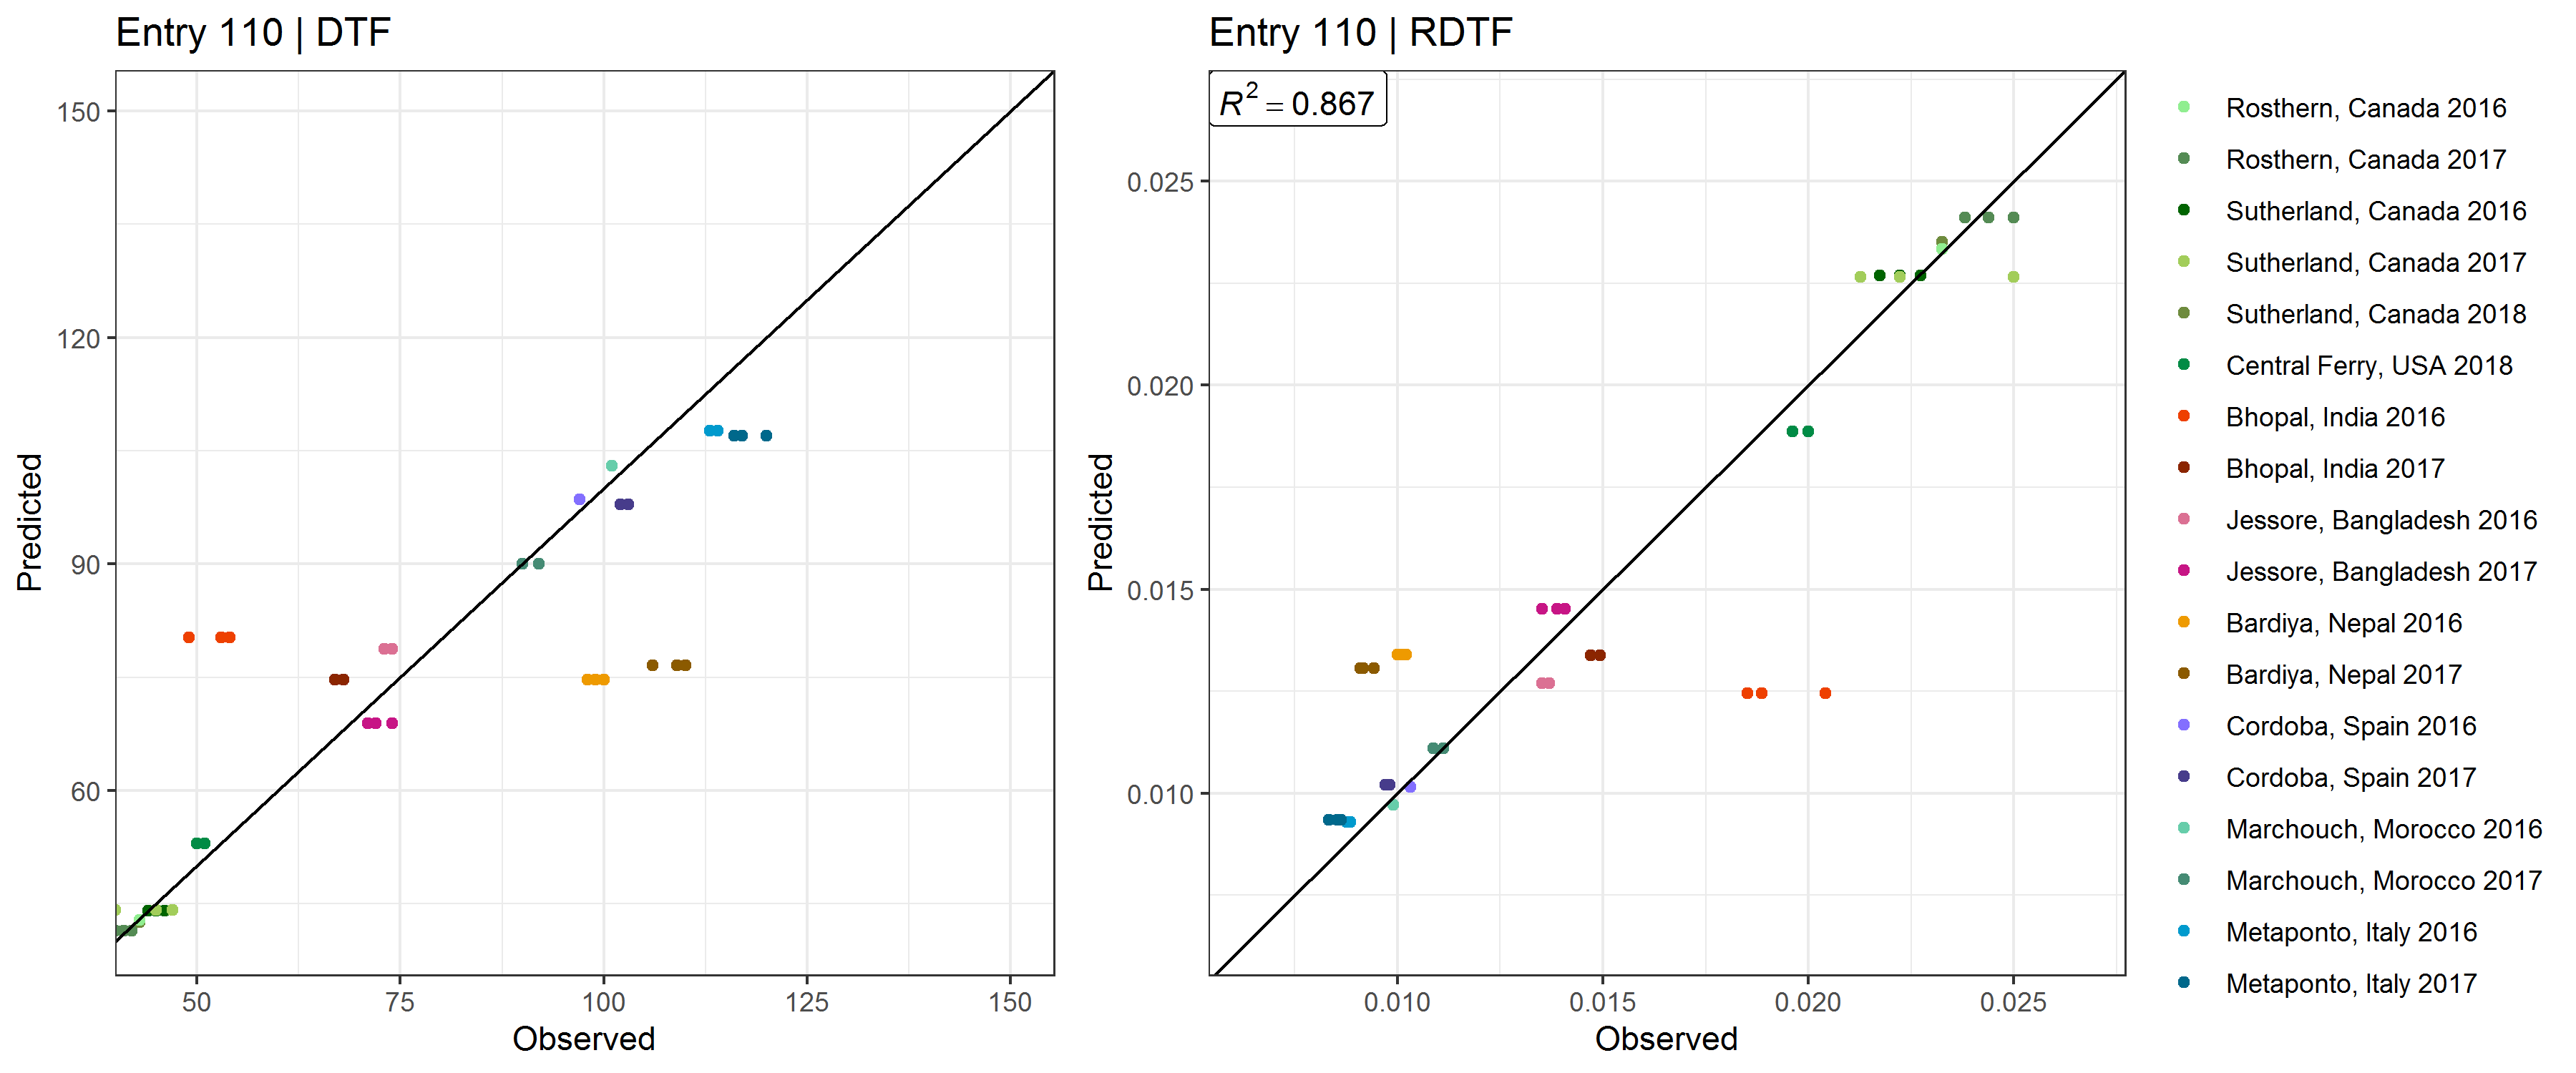 Entry 110 | DTF
150
120
90
60
Predicted
50 75 100 125 150
Observed
Entry 110 | RDTF
R² = 0.867
0.025
0.020
0.015
0.010
Predicted
0.010 0.015 0.020 0.025
Observed
Rosthern, Canada 2016
Rosthern, Canada 2017
Sutherland, Canada 2016
Sutherland, Canada 2017
Sutherland, Canada 2018
Central Ferry, USA 2018
Bhopal, India 2016
Bhopal, India 2017
Jessore, Bangladesh 2016
Jessore, Bangladesh 2017
Bardiya, Nepal 2016
Bardiya, Nepal 2017
Cordoba, Spain 2016
Cordoba, Spain 2017
Marchouch, Morocco 2016
Marchouch, Morocco 2017
Metaponto, Italy 2016
Metaponto, Italy 2017